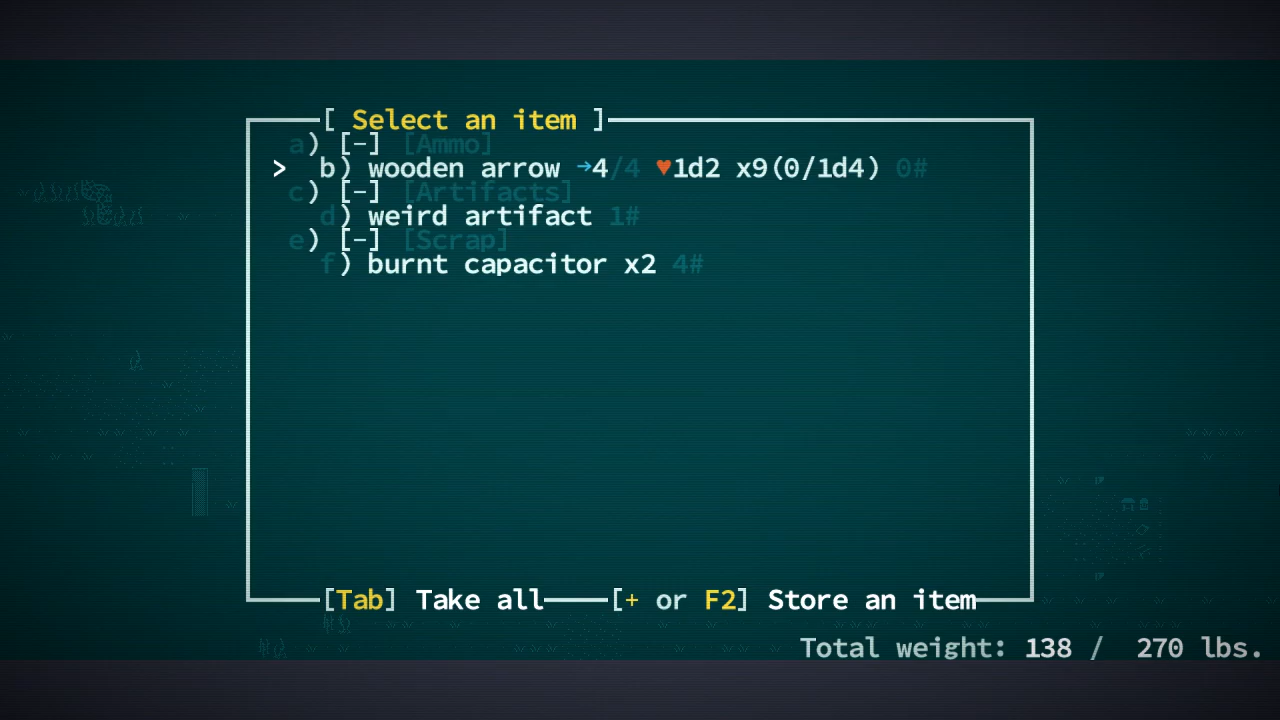 [ Select an item ]
a) [-] [Ammo]
> b) wooden arrow →4/4 ♥1d2 x9(0/1d4) 0#
c) [-] [Artifacts]
d) weird artifact 1#
e) [-] [Scrap]
f) burnt capacitor x2 4#
[Tab] Take all [+ or F2] Store an item
Total weight: 138 / 270 lbs.